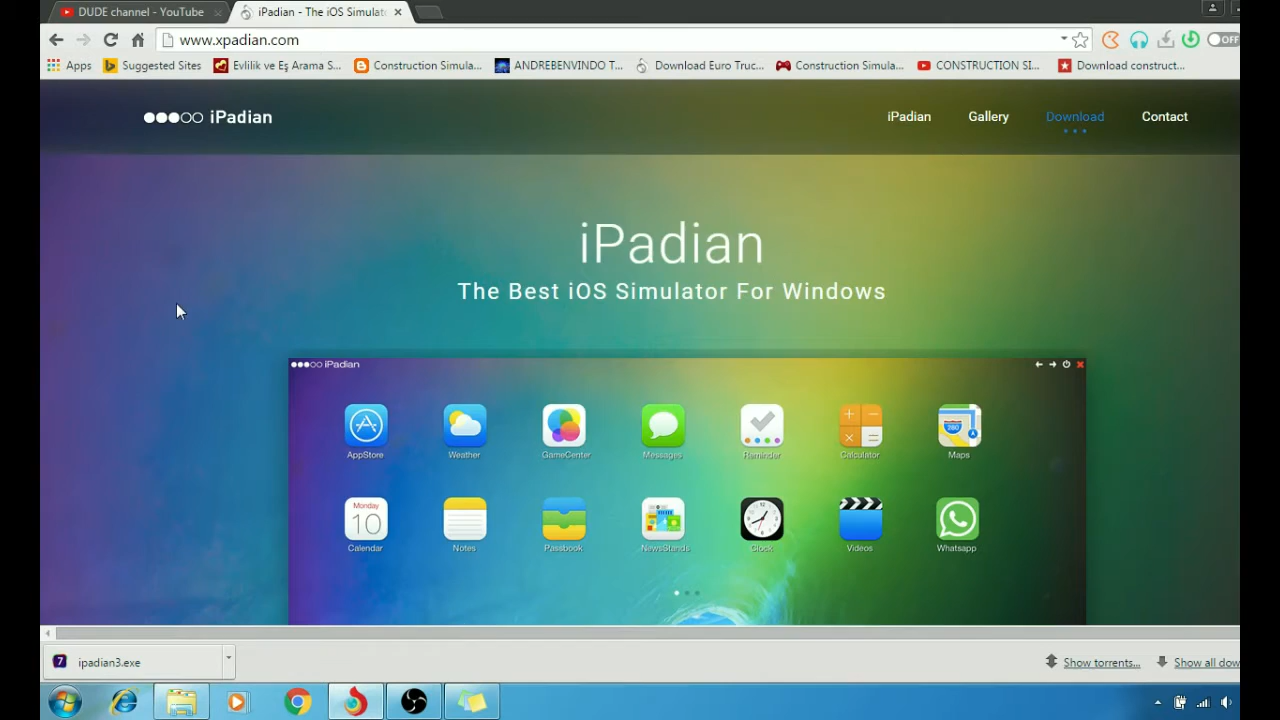 DUDE channel - YouTube
iPadian - The iOS Simulat
www.xpadian.com
OFF
Apps
Suggested Sites
Evlilik ve Eş Arama S...
Construction Simula...
ANDREBENVINDO T...
Download Euro Truc...
Construction Simula...
CONSTRUCTION SI...
Download construct...
iPadian
iPadian
Gallery
Download
Contact
iPadian
The Best iOS Simulator For Windows
iPadian
AppStore
Weather
GameCenter
Messages
Reminder
Calculator
Maps
280
Monday
10
Calendar
Notes
Passbook
NewsStands
Clock
Videos
Whatsapp
7
ipadian3.exe
Show torrents...
Show all dow